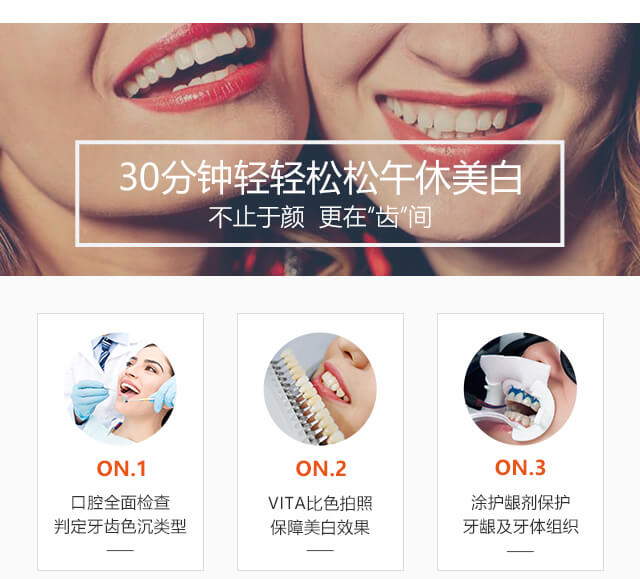 30分钟轻轻松松午休美白
不止于颜 更在“齿”间
ON.1
口腔全面检查
判定牙齿色沉类型
ON.2
VITA比色拍照
保障美白效果
ON.3
涂护龈剂保护
牙龈及牙体组织